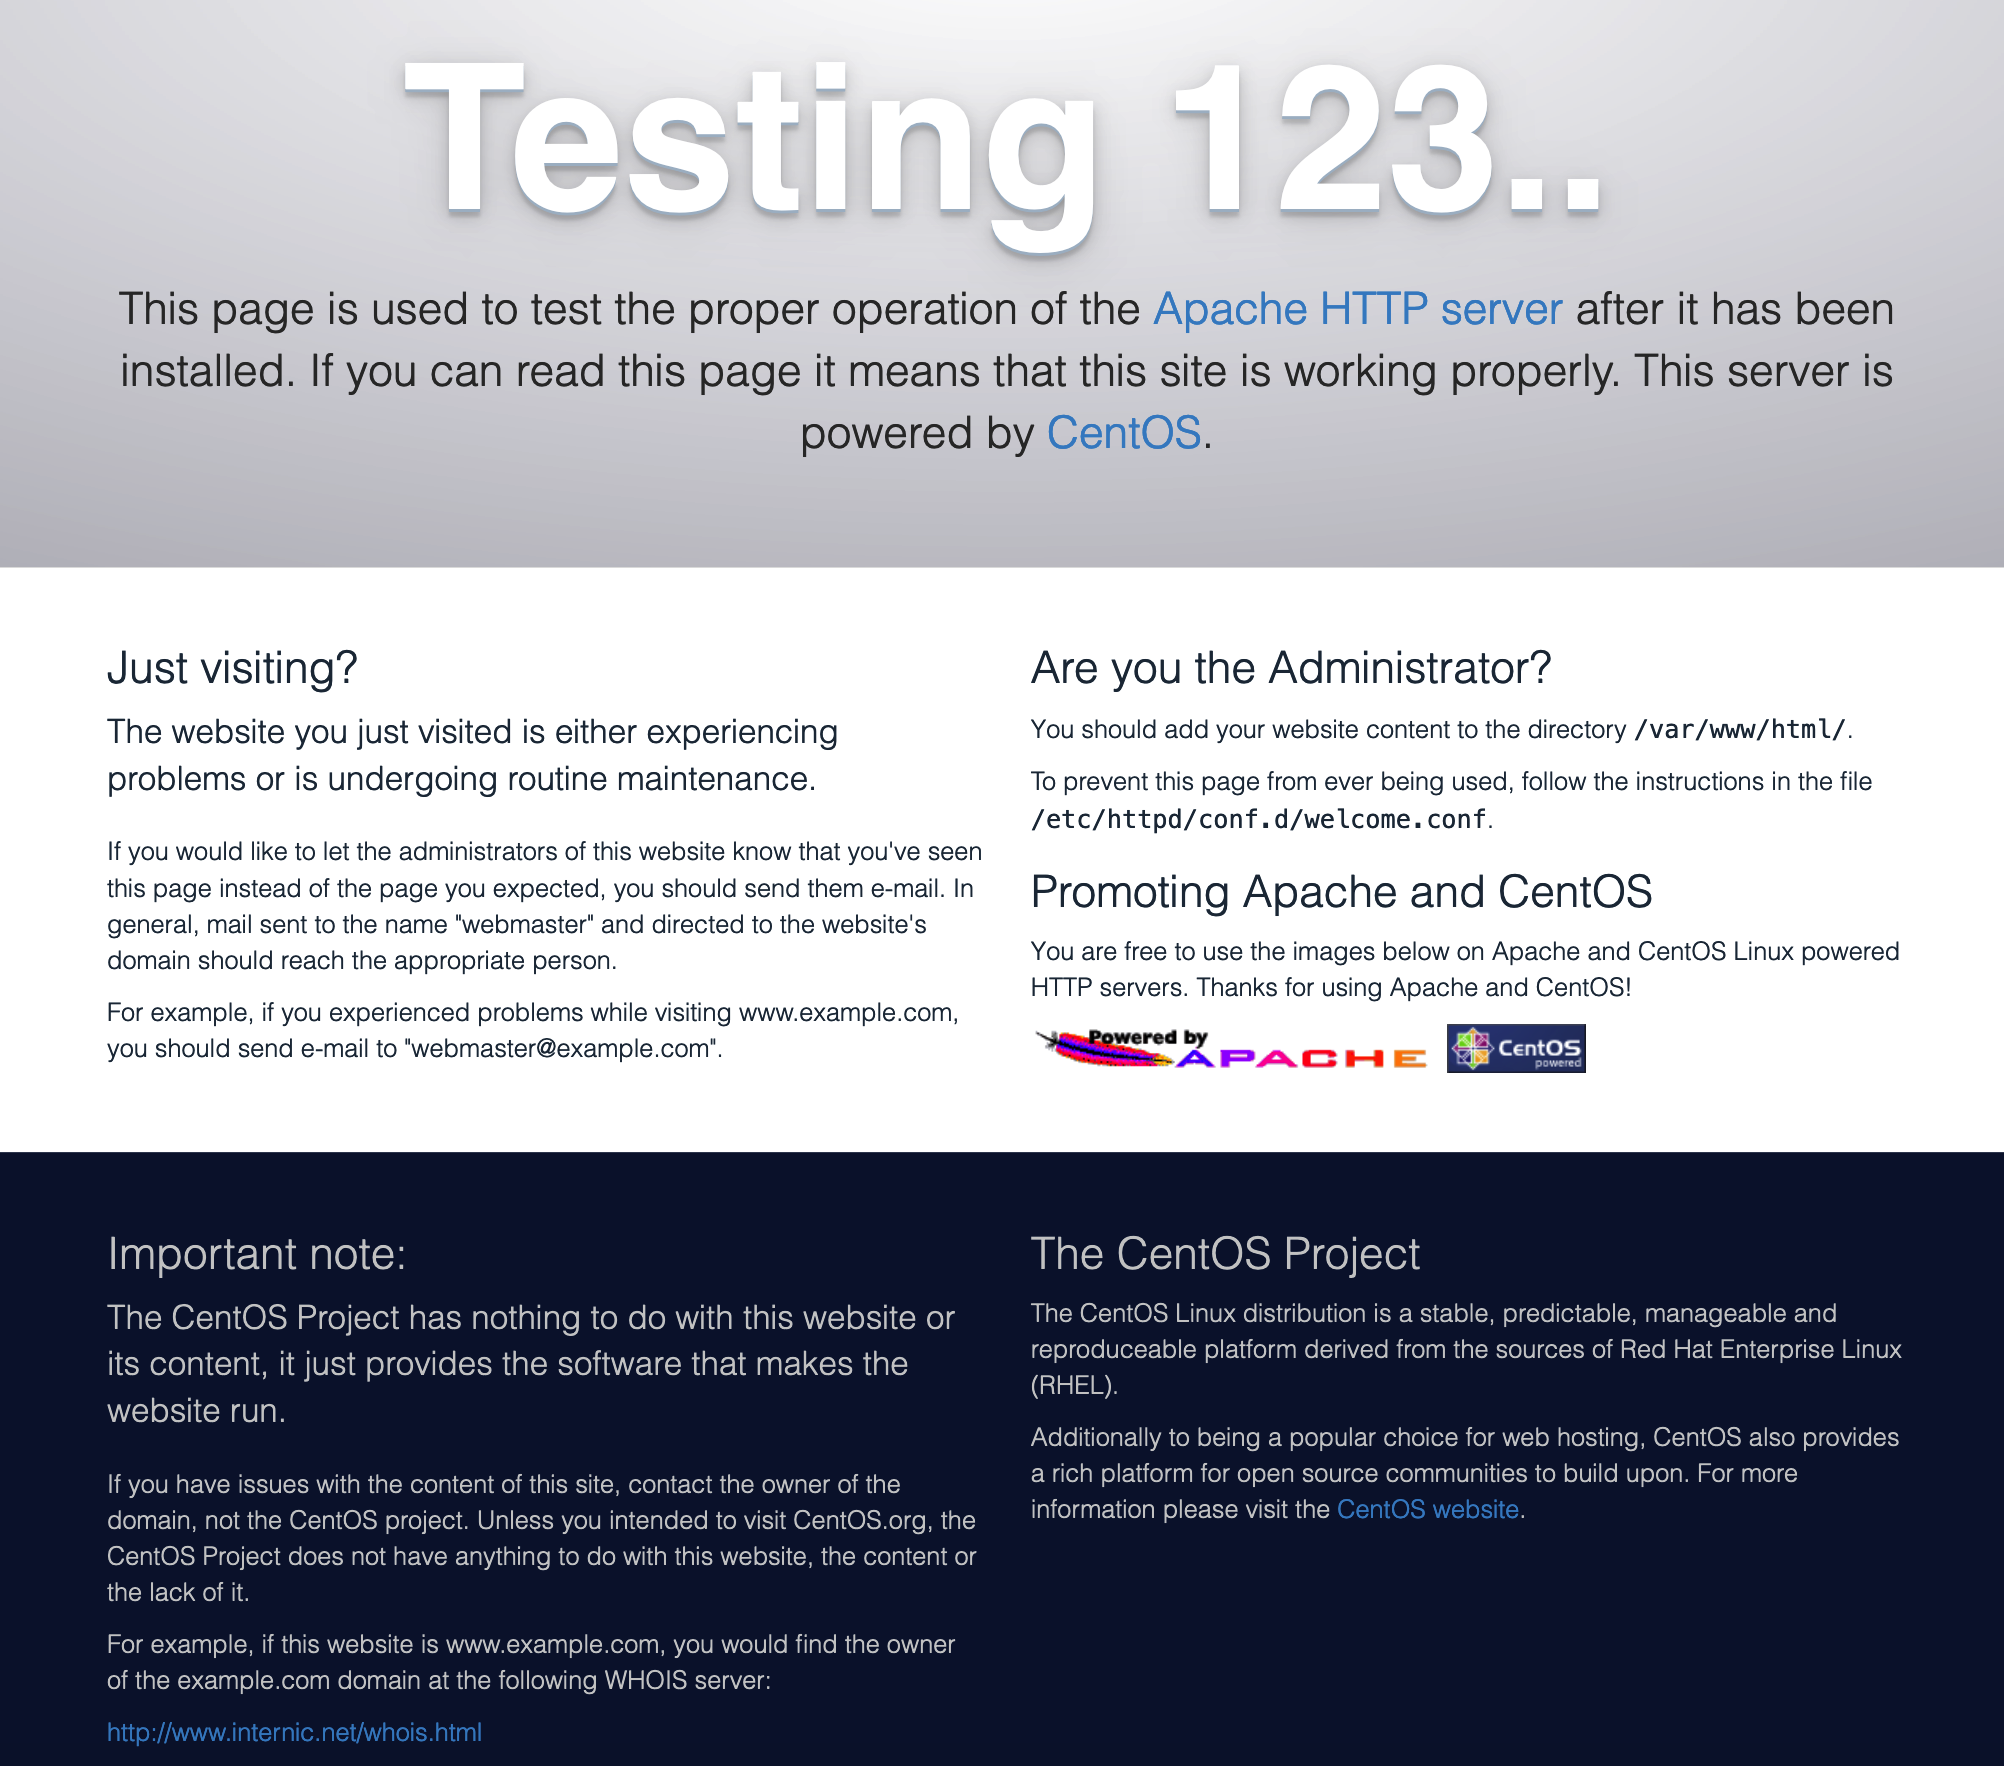 Testing 123..
This page is used to test the proper operation of the Apache HTTP server after it has been
installed. If you can read this page it means that this site is working properly. This server is
powered by CentOS.
Just visiting?
The website you just visited is either experiencing
problems or is undergoing routine maintenance.
If you would like to let the administrators of this website know that you've seen
this page instead of the page you expected, you should send them e-mail. In
general, mail sent to the name "webmaster" and directed to the website's
domain should reach the appropriate person.
For example, if you experienced problems while visiting www.example.com,
you should send e-mail to "webmaster@example.com".
Are you the Administrator?
You should add your website content to the directory /var/www/html/.
To prevent this page from ever being used, follow the instructions in the file
/etc/httpd/conf.d/welcome.conf.
Promoting Apache and CentOS
You are free to use the images below on Apache and CentOS Linux powered
HTTP servers. Thanks for using Apache and CentOS!
Powered by
APACHE
CentOS
powered
Important note:
The CentOS Project has nothing to do with this website or
its content, it just provides the software that makes the
website run.
If you have issues with the content of this site, contact the owner of the
domain, not the CentOS project. Unless you intended to visit CentOS.org, the
CentOS Project does not have anything to do with this website, the content or
the lack of it.
For example, if this website is www.example.com, you would find the owner
of the example.com domain at the following WHOIS server:
http://www.internic.net/whois.html
The CentOS Project
The CentOS Linux distribution is a stable, predictable, manageable and
reproduceable platform derived from the sources of Red Hat Enterprise Linux
(RHEL).
Additionally to being a popular choice for web hosting, CentOS also provides
a rich platform for open source communities to build upon. For more
information please visit the CentOS website.